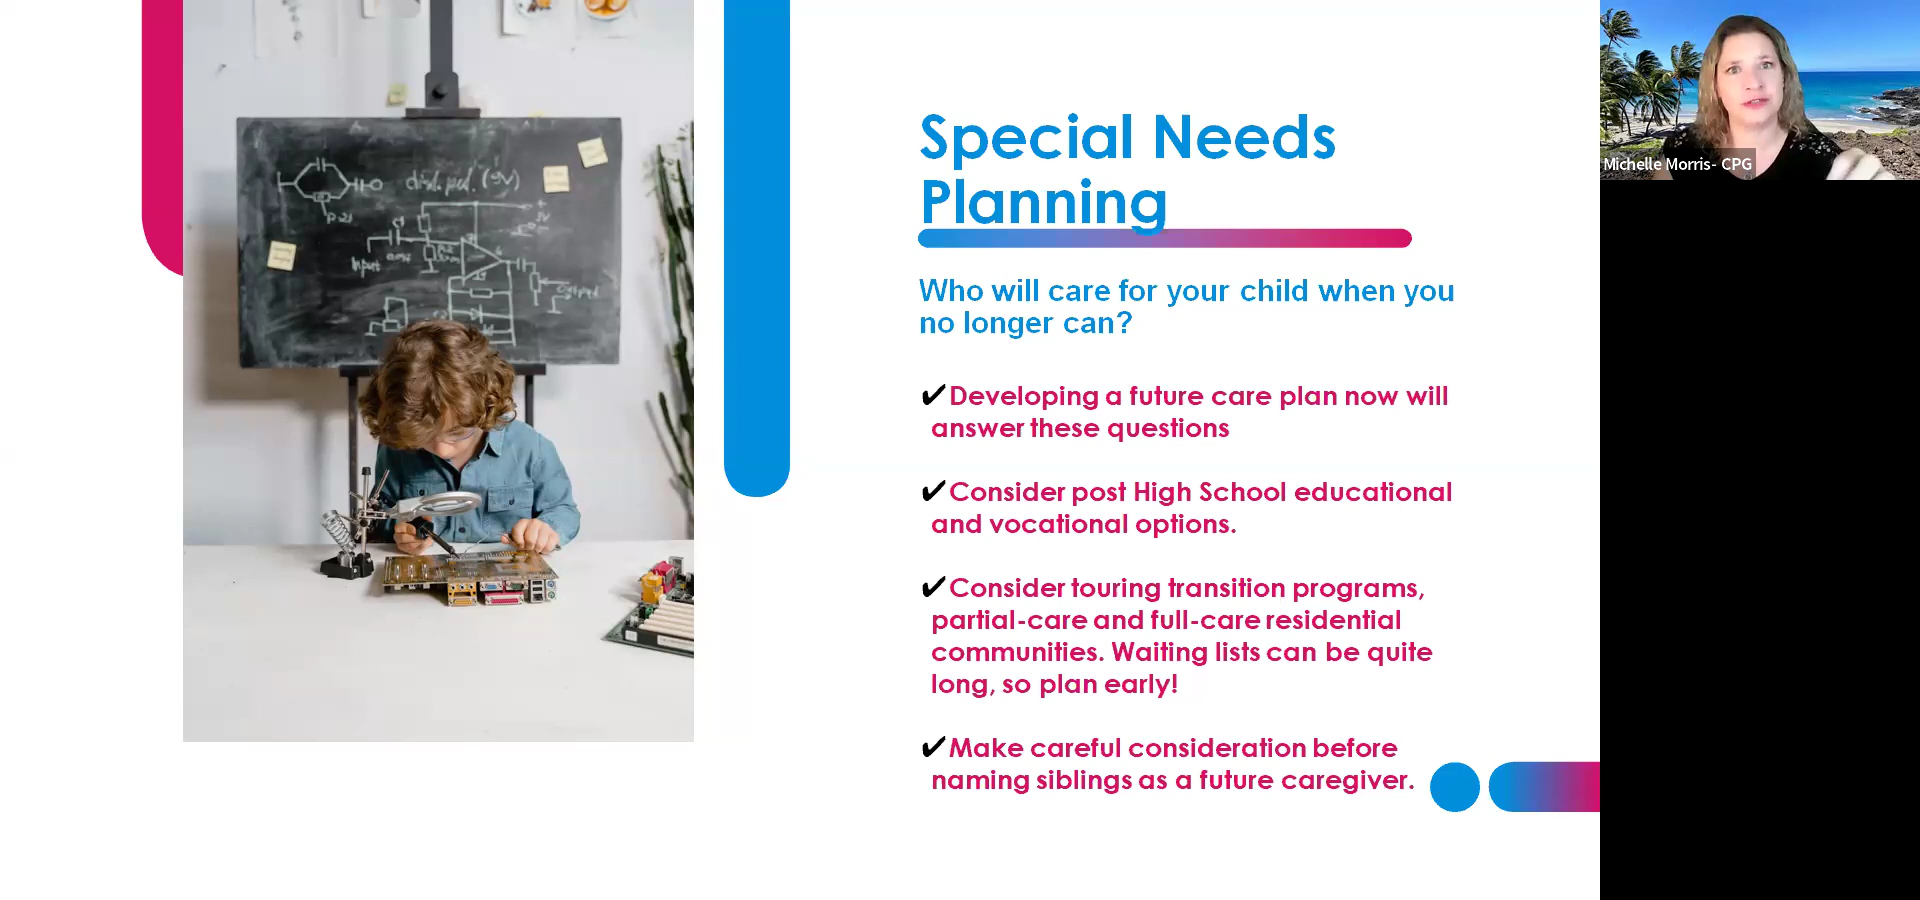 Special Needs
Planning
Who will care for your child when you
no longer can?
✔Developing a future care plan now will
answer these questions
✔Consider post High School educational
and vocational options.
✔Consider touring transition programs,
partial-care and full-care residential
communities. Waiting lists can be quite
long, so plan early!
✔Make careful consideration before
naming siblings as a future caregiver.
Michelle Morris- CPG
Input